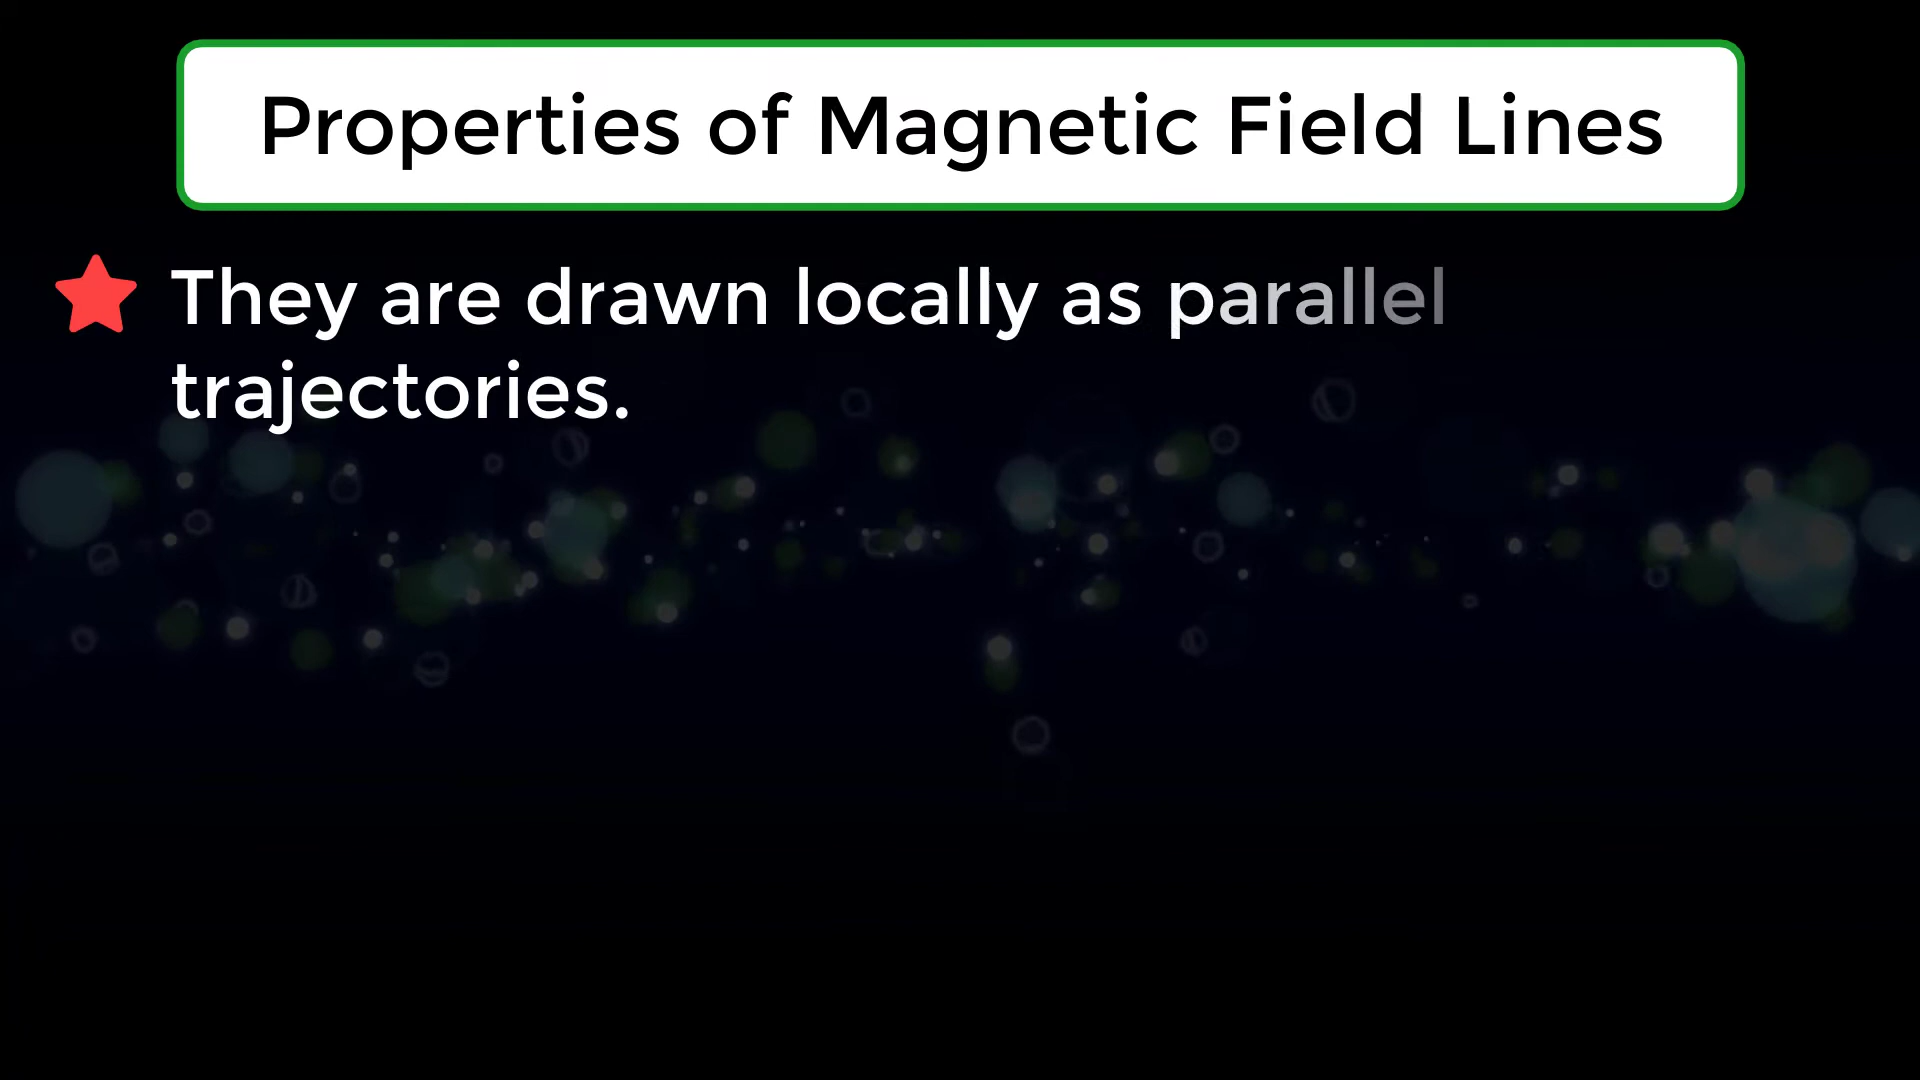 Properties of Magnetic Field Lines
They are drawn locally as parallel
trajectories.